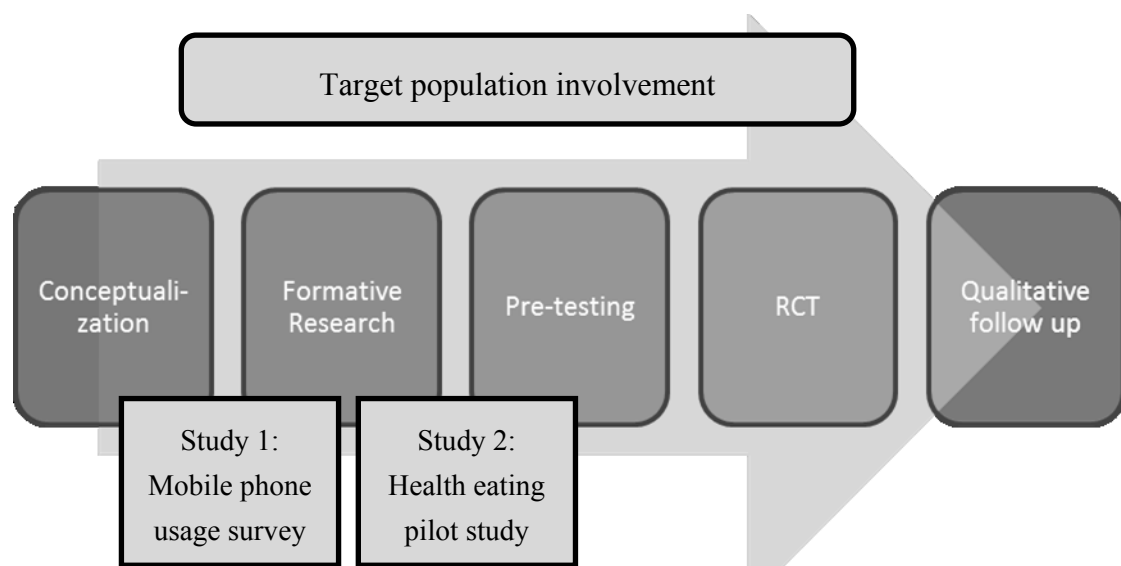 Target population involvement
Conceptuali-
zation
Formative
Research
Pre-testing
RCT
Qualitative
follow up
Study 1:
Mobile phone
usage survey
Study 2:
Health eating
pilot study